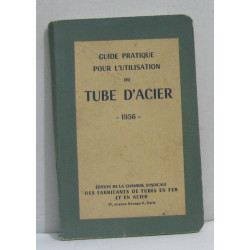 GUIDE PRATIQUE
POUR L'UTILISATION
DU
TUBE D'ACIER
- 1956 -
ÉDITION DE LA CHAMBRE SYNDICALE
DES FABRICANTS DE TUBES EN FER
ET EN ACIER
Paris